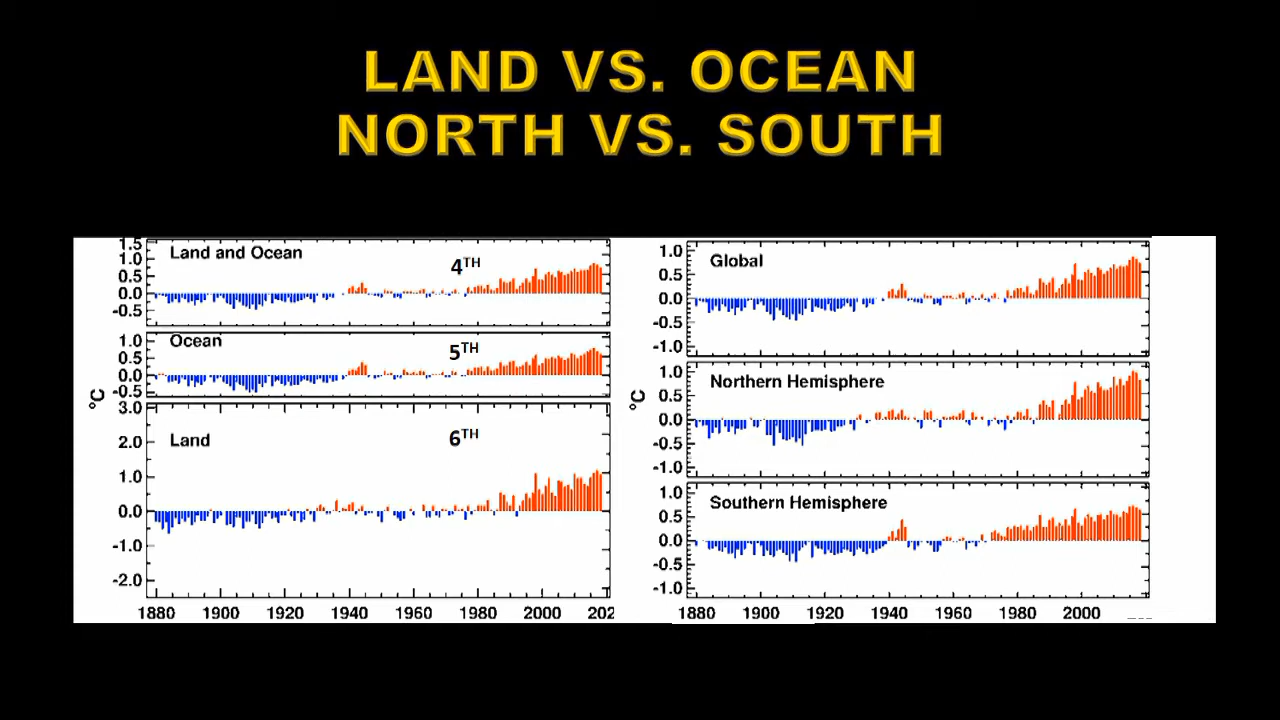 LAND VS. OCEAN
NORTH VS. SOUTH
Land and Ocean
4TH
1.5
1.0
0.5
0.0
-0.5
Ocean
5TH
1.0
0.5
0.0
-0.5
°C
Land
6TH
3.0
2.0
1.0
0.0
-1.0
-2.0
1880 1900 1920 1940 1960 1980 2000 202
Global
1.0
0.5
0.0
-0.5
-1.0
°C
Northern Hemisphere
1.0
0.5
0.0
-0.5
-1.0
Southern Hemisphere
1.0
0.5
0.0
-0.5
-1.0
1880 1900 1920 1940 1960 1980 2000